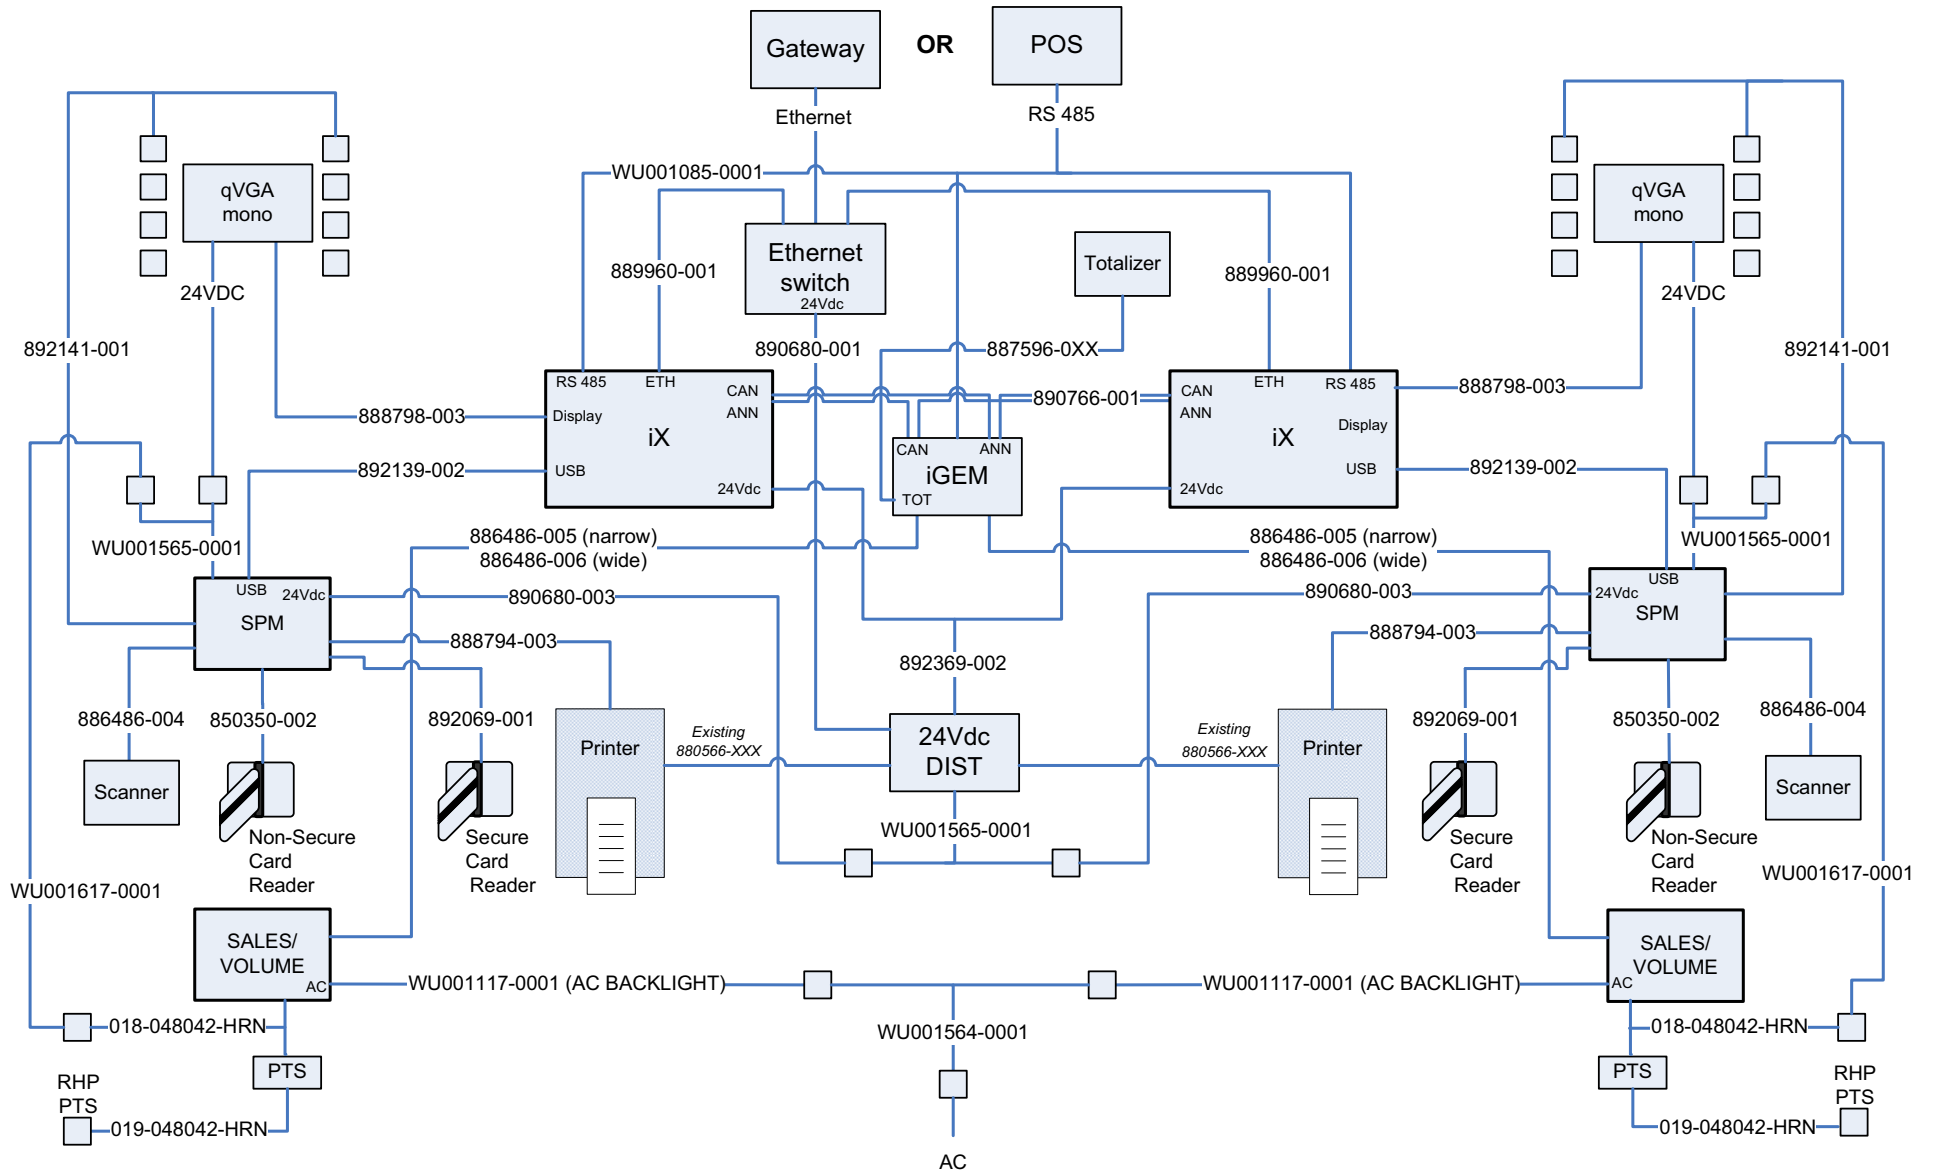 Gateway
OR
POS
Ethernet
RS 485
WU001085-0001
qVGA
mono
qVGA
mono
Ethernet
switch
24Vdc
Totalizer
889960-001
889960-001
24VDC
24VDC
892141-001
890680-001
887596-0XX
892141-001
RS 485
ETH
CAN
ANN
Display
iX
USB
24Vdc
888798-003
892139-002
890766-001
CAN
ANN
iGEM
TOT
CAN
ANN
ETH
RS 485
Display
iX
USB
24Vdc
888798-003
892139-002
WU001565-0001
886486-005 (narrow)
886486-006 (wide)
886486-005 (narrow)
886486-006 (wide)
WU001565-0001
USB
24Vdc
SPM
890680-003
888794-003
892369-002
890680-003
888794-003
USB
24Vdc
SPM
886486-004
850350-002
892069-001
Printer
Existing
880566-XXX
24Vdc
DIST
Existing
880566-XXX
Printer
892069-001
850350-002
886486-004
Scanner
Non-Secure
Card
Reader
Secure
Card
Reader
WU001565-0001
Secure
Card
Reader
Non-Secure
Card
Reader
Scanner
WU001617-0001
WU001617-0001
SALES/
VOLUME
AC
WU001117-0001 (AC BACKLIGHT)
WU001117-0001 (AC BACKLIGHT)
SALES/
VOLUME
AC
018-048042-HRN
WU001564-0001
018-048042-HRN
PTS
PTS
RHP
PTS
RHP
PTS
019-048042-HRN
019-048042-HRN
AC